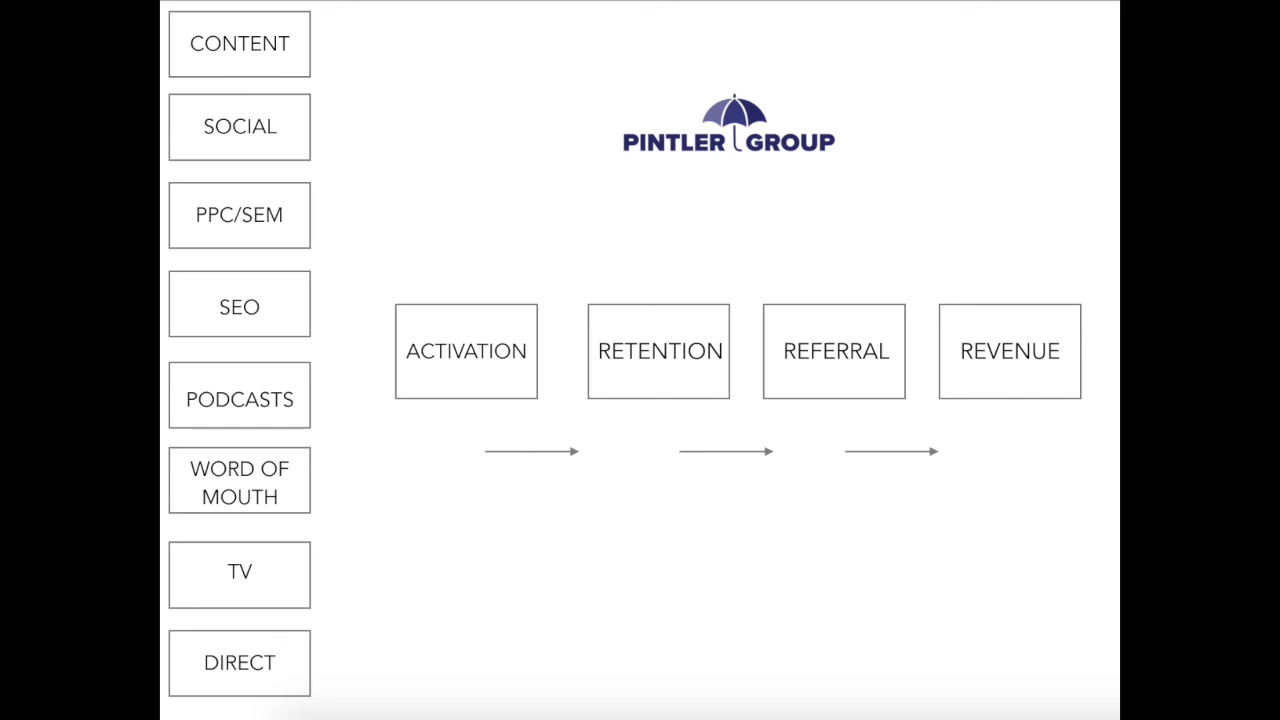 CONTENT
SOCIAL
PPC/SEM
SEO
PODCASTS
WORD OF
MOUTH
TV
DIRECT
PINTLER GROUP
ACTIVATION
RETENTION
REFERRAL
REVENUE